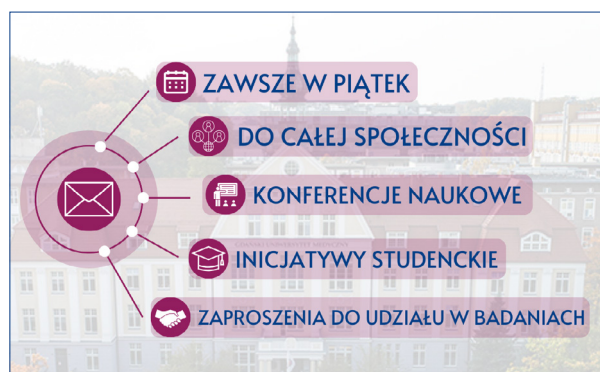 ZAWSZE W PIĄTEK
DO CAŁEJ SPOŁECZNOŚCI
KONFERENCJE NAUKOWE
INICJATYWY STUDENCKIE
ZAPROSZENIA DO UDZIAŁU W BADANIACH